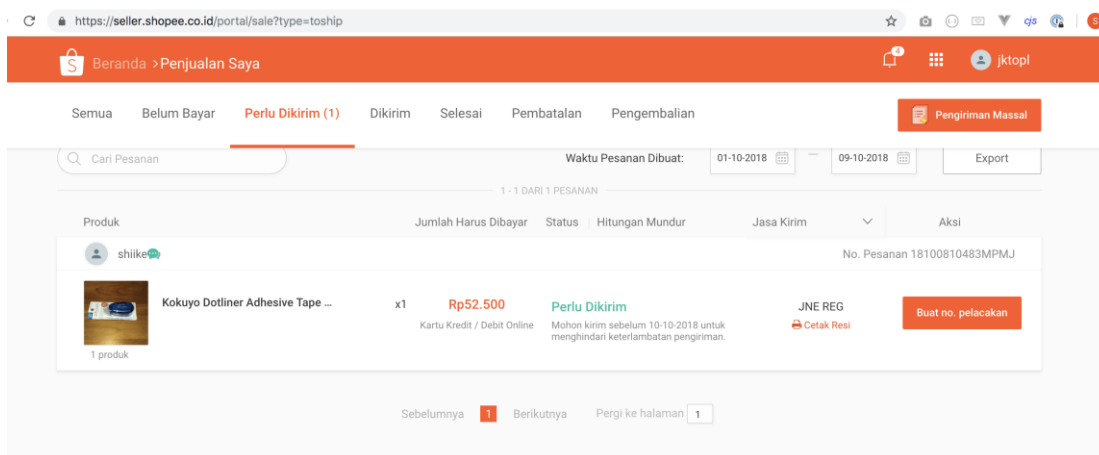 https://seller.shopee.co.id/portal/sale?type=toship
cjs
S
Beranda >Penjualan Saya
4
jktopl
Semua Belum Bayar Perlu Dikirim (1) Dikirim Selesai Pembatalan Pengembalian
Pengiriman Massal
Cari Pesanan
Waktu Pesanan Dibuat: 01-10-2018 — 09-10-2018 Export
1 - 1 DARI 1 PESANAN
Produk Jumlah Harus Dibayar Status Hitungan Mundur Jasa Kirim Aksi
shiike
No. Pesanan 18100810483MPMJ
Kokuyo Dotliner Adhesive Tape ... x1 Rp52.500 Perlu Dikirim JNE REG Buat no. pelacakan
Kartu Kredit / Debit Online Mohon kirim sebelum 10-10-2018 untuk Cetak Resi
menghindari keterlambatan pengiriman.
1 produk
Sebelumnya 1 Berikutnya Pergi ke halaman 1